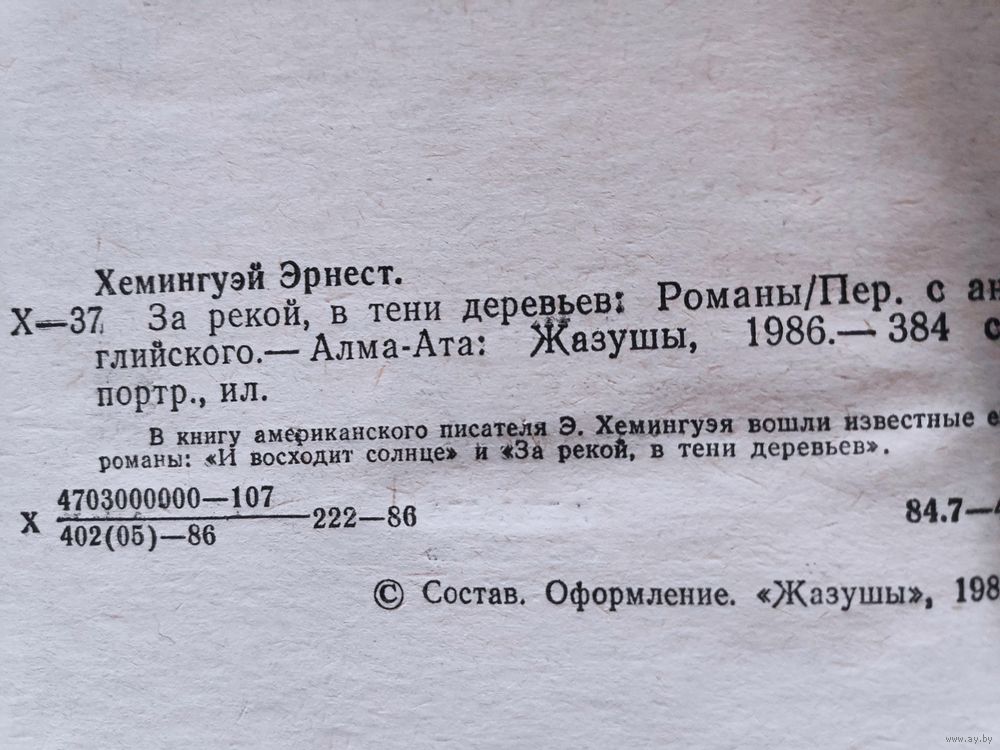 Хемингуэй Эрнест.
Х—37 За рекой, в тени деревьев: Романы/Пер. с ан
глийского.— Алма-Ата: Жазушы, 1986.— 384 с
портр., ил.
В книгу американского писателя Э. Хемингуэя вошли известные е
романы: «И восходит солнце» и «За рекой, в тени деревьев».
4703000000—107
Х 222—86 84.7—4
402(05)—86
© Состав. Оформление. «Жазушы», 198
www.ay.by